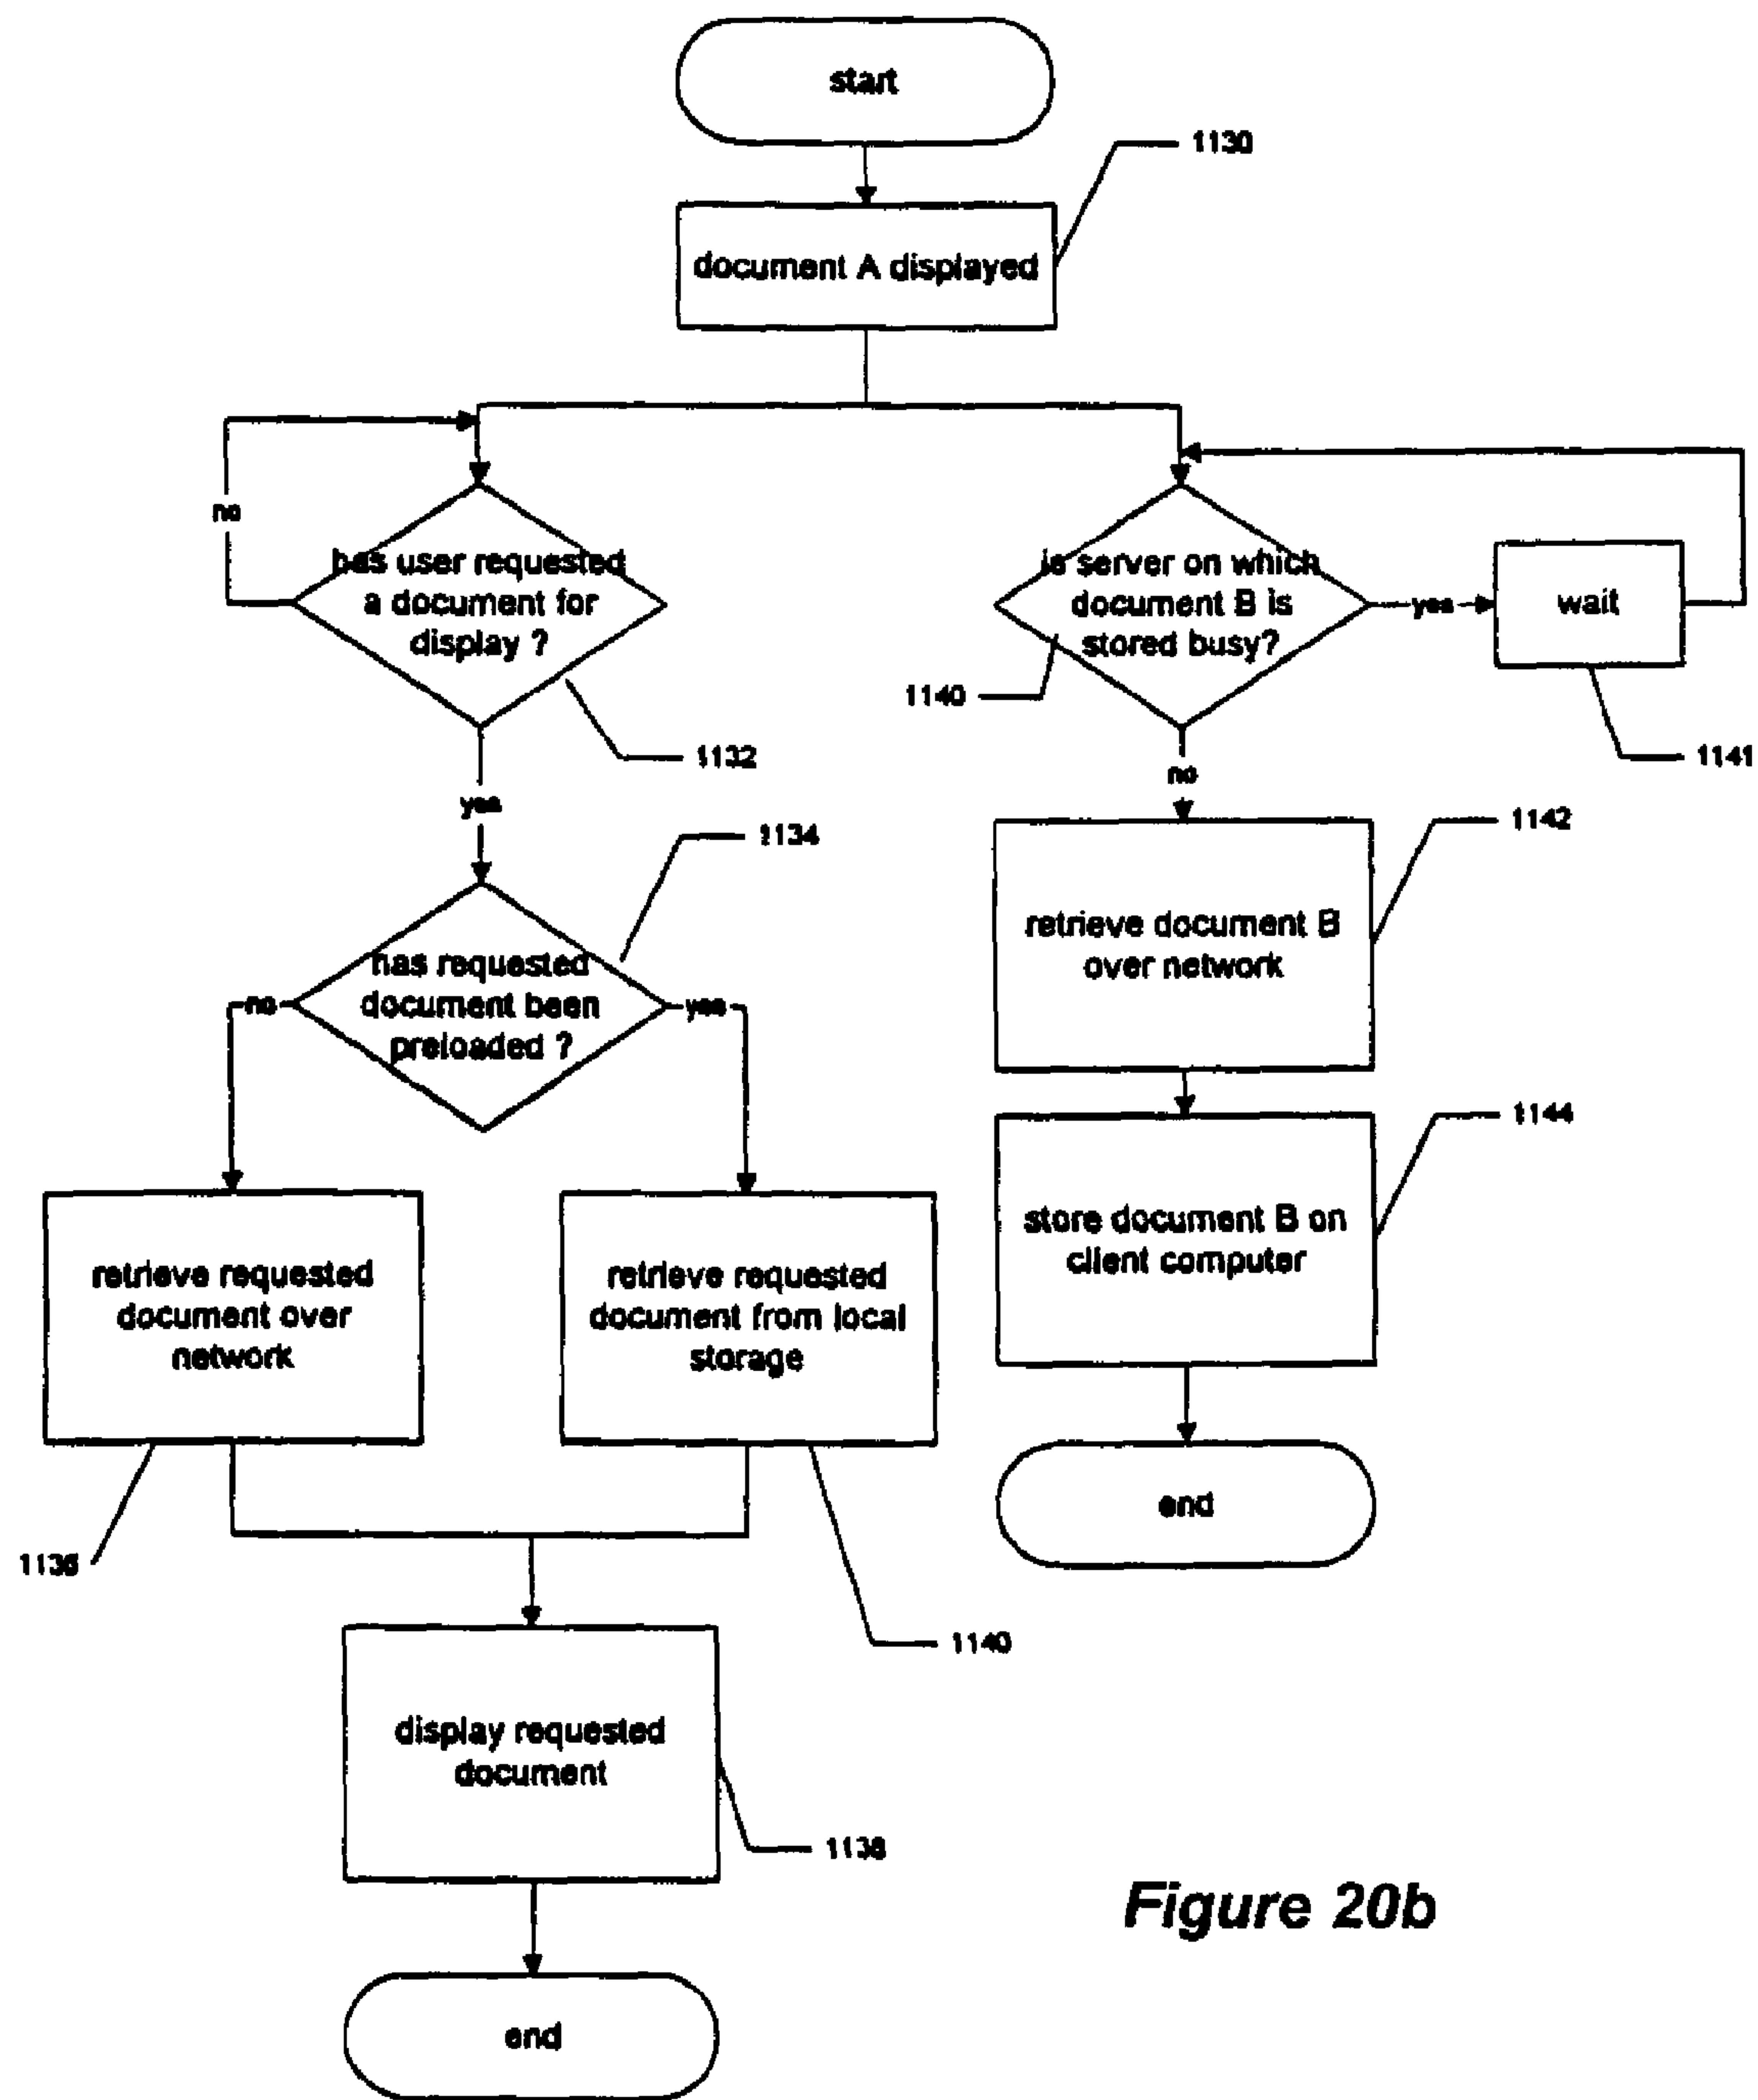 start
1130
document A displayed
no
has user requested
a document for
display ?
1132
is server on which
document B is
stored busy?
1140
yes
wait
1141
yes
no
1134
1142
has requested
document been
preloaded ?
no
yes
retrieve document B
over network
1144
store document B on
client computer
retrieve requested
document over
network
retrieve requested
document from local
storage
end
1136
1140
display requested
document
1138
end
Figure 20b